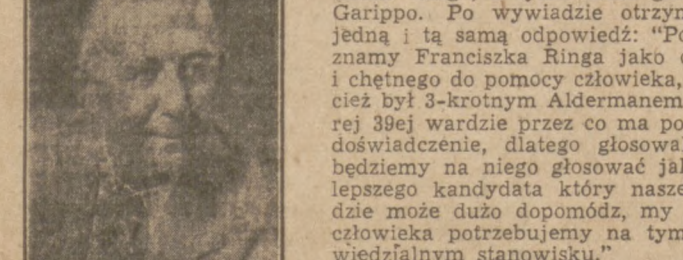 Garippo. Po wywiadzie otrzym
jedną i tą samą odpowiedź: “Po
znamy Franciszka Ringa jako
i chętnego do pomocy człowieka,
cież był 3-krotnym Aldermanem
rej 39ej wardzie przez co ma po
doświadczenie, dlatego głosowa
będziemy na niego głosować jak
lepszego kandydata który nasze
dzie może dużo dopomódz, my
człowieka potrzebujemy na tym
wiedzialnym stanowisku.”